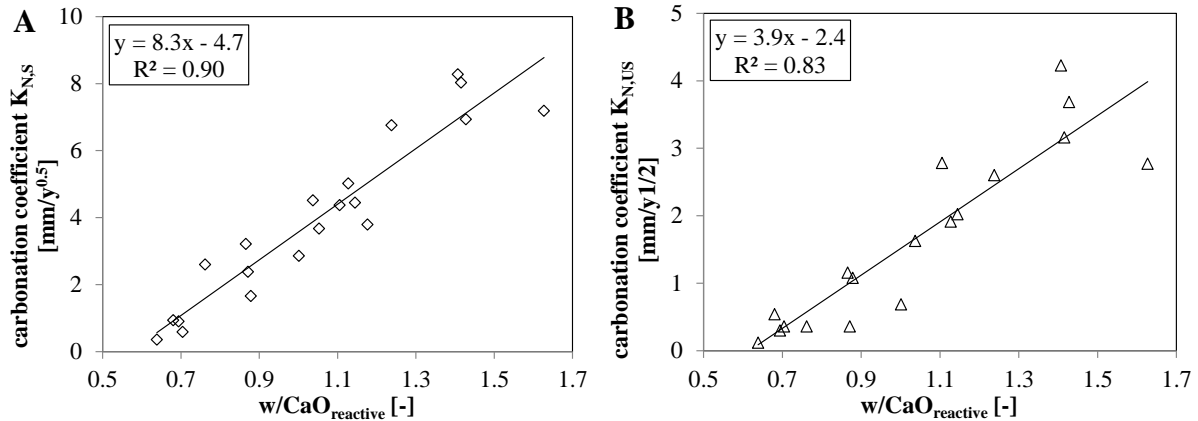 A
y = 8.3x - 4.7
R² = 0.90
carbonation coefficient K_N,S
[mm/y^0.5]
10
8
6
4
2
0
0.5 0.7 0.9 1.1 1.3 1.5 1.7
w/CaO_reactive [-]
B
y = 3.9x - 2.4
R² = 0.83
carbonation coefficient K_N,US
[mm/y1/2]
5
4
3
2
1
0
0.5 0.7 0.9 1.1 1.3 1.5 1.7
w/CaO_reactive [-]